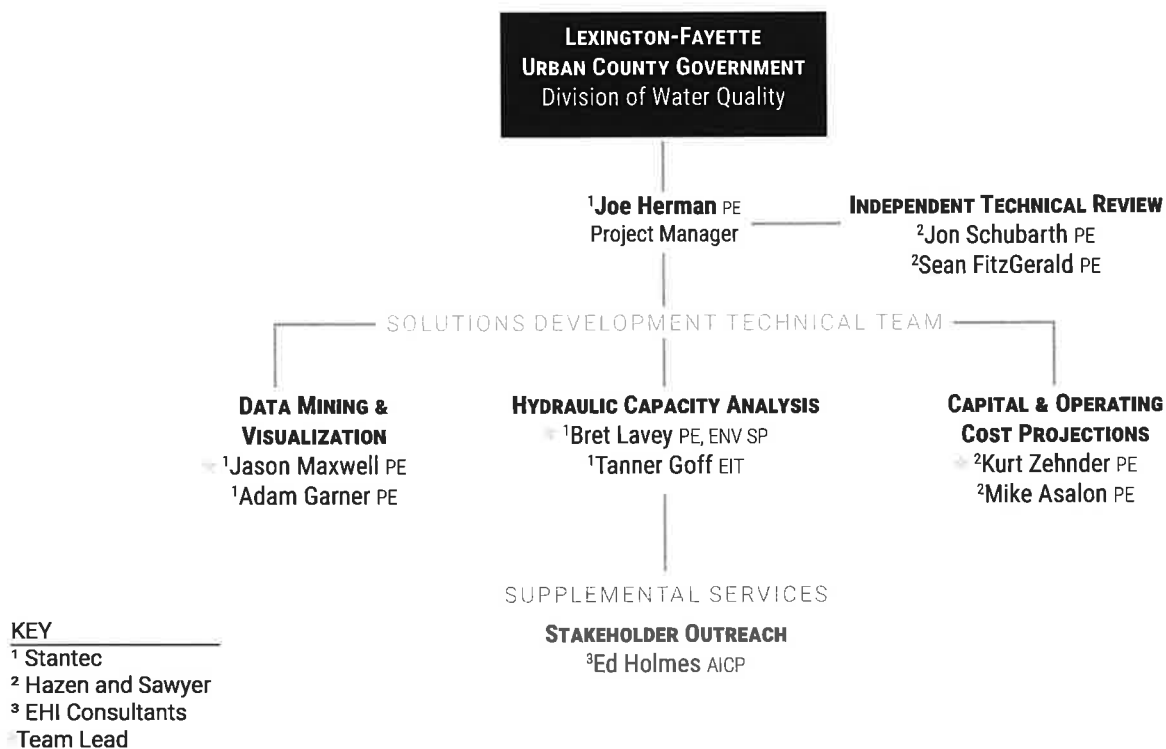 LEXINGTON-FAYETTE
URBAN COUNTY GOVERNMENT
Division of Water Quality
¹Joe Herman PE
Project Manager
INDEPENDENT TECHNICAL REVIEW
²Jon Schubarth PE
²Sean FitzGerald PE
SOLUTIONS DEVELOPMENT TECHNICAL TEAM
DATA MINING &
VISUALIZATION
¹Jason Maxwell PE
¹Adam Garner PE
HYDRAULIC CAPACITY ANALYSIS
¹Bret Lavey PE, ENV SP
¹Tanner Goff EIT
CAPITAL & OPERATING
COST PROJECTIONS
²Kurt Zehnder PE
²Mike Asalon PE
SUPPLEMENTAL SERVICES
STAKEHOLDER OUTREACH
³Ed Holmes AICP
KEY
¹ Stantec
² Hazen and Sawyer
³ EHI Consultants
Team Lead